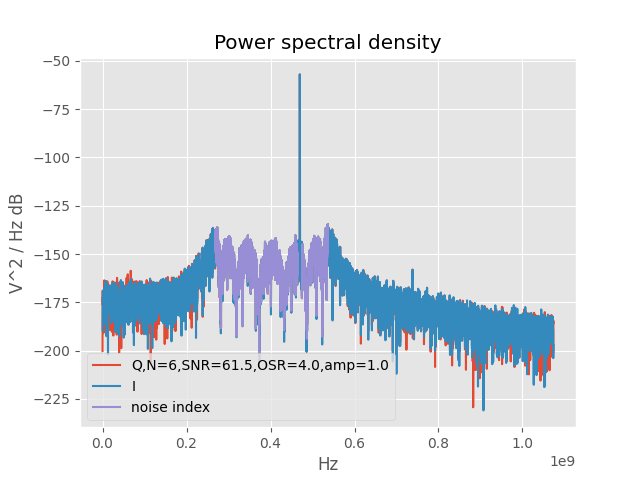 Power spectral density
V^2 / Hz dB
−50
−75
−100
−125
−150
−175
−200
−225
Q,N=6,SNR=61.5,OSR=4.0,amp=1.0
I
noise index
0.0 0.2 0.4 0.6 0.8 1.0
1e9
Hz